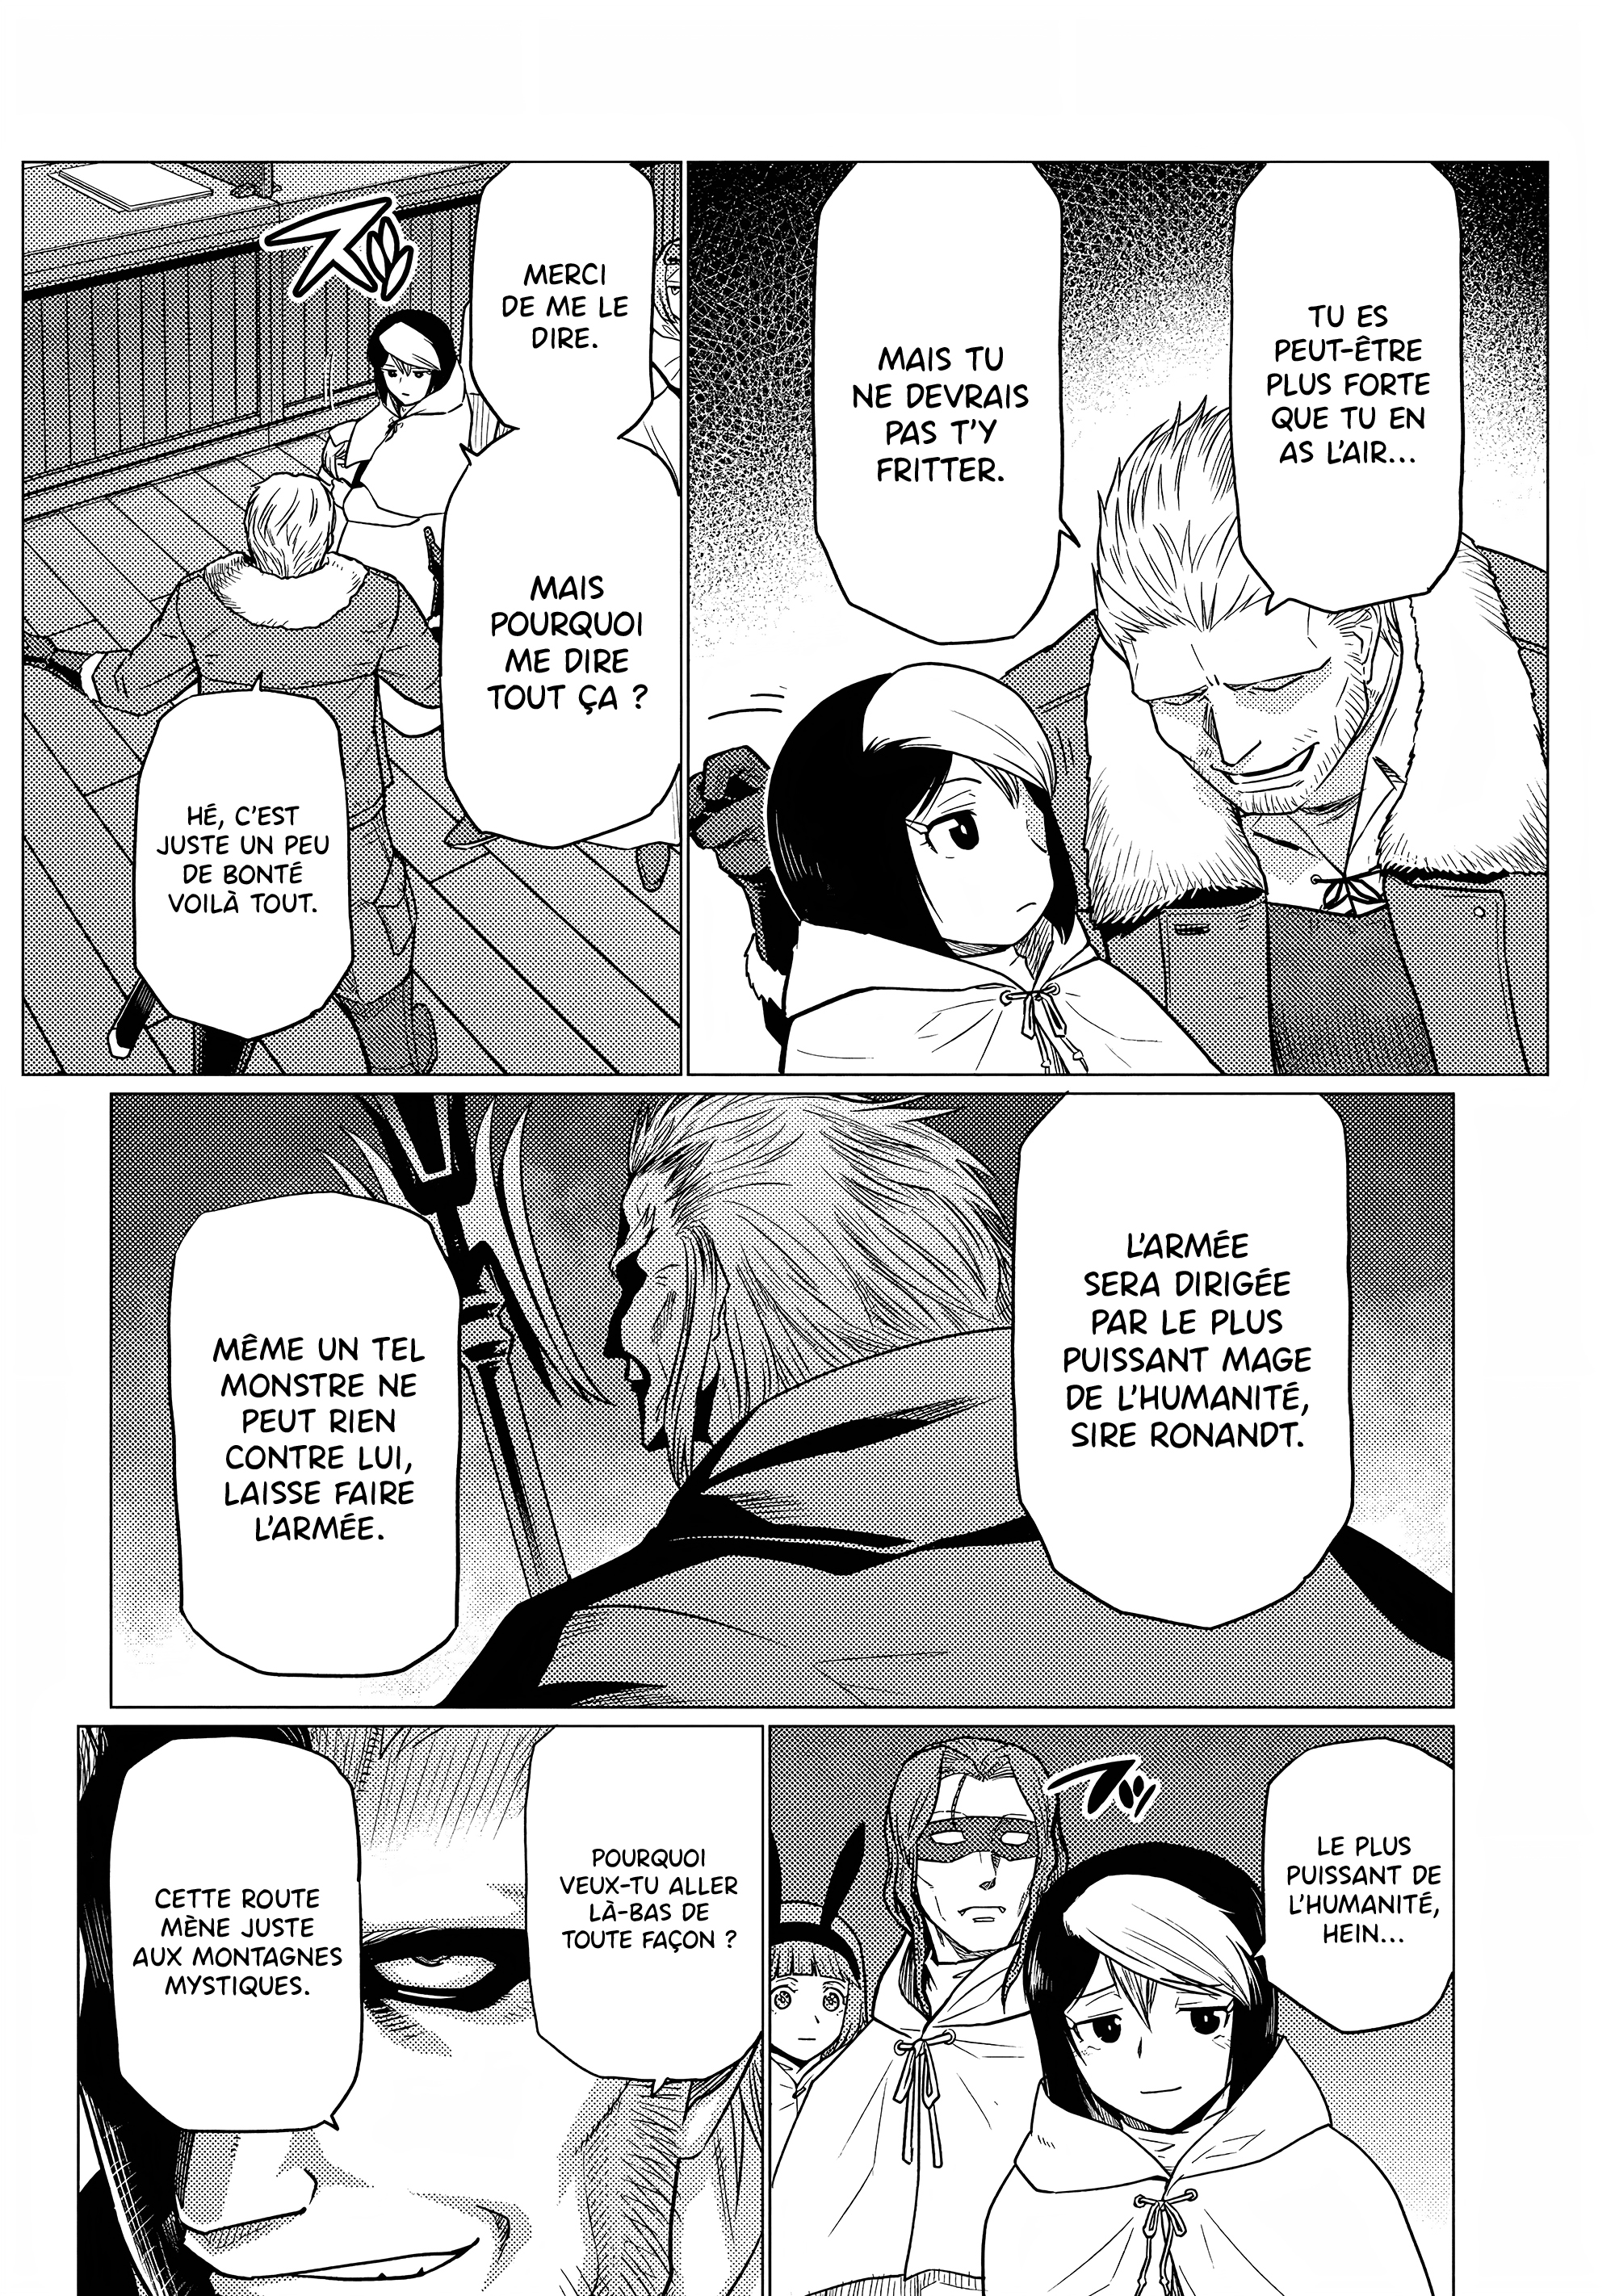 TU ES
PEUT-ÊTRE
PLUS FORTE
QUE TU EN
AS L'AIR...
MAIS TU
NE DEVRAIS
PAS T'Y
FRITTER.
MERCI
DE ME LE
DIRE.
MAIS
POURQUOI
ME DIRE
TOUT ÇA ?
HÉ, C'EST
JUSTE UN PEU
DE BONTÉ
VOILÀ TOUT.
L'ARMÉE
SERA DIRIGÉE
PAR LE PLUS
PUISSANT MAGE
DE L'HUMANITÉ,
SIRE RONANDT.
MÊME UN TEL
MONSTRE NE
PEUT RIEN
CONTRE LUI,
LAISSE FAIRE
L'ARMÉE.
LE PLUS
PUISSANT DE
L'HUMANITÉ,
HEIN...
POURQUOI
VEUX-TU ALLER
LÀ-BAS DE
TOUTE FAÇON ?
CETTE ROUTE
MÈNE JUSTE
AUX MONTAGNES
MYSTIQUES.